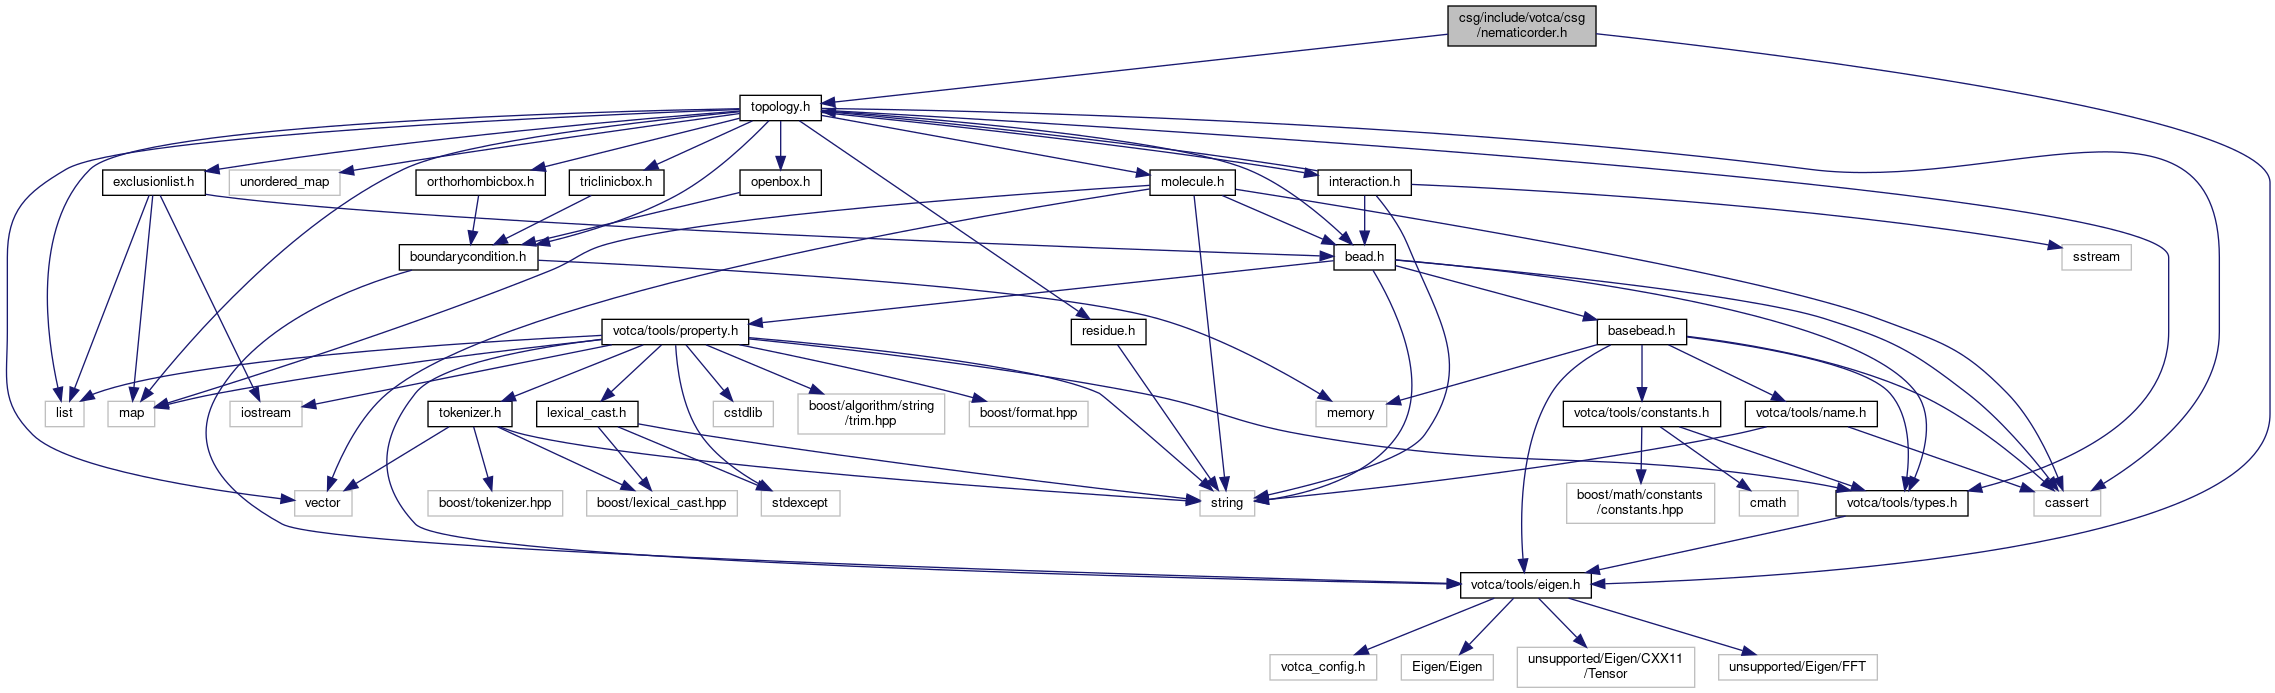 csg/include/votca/csg
/nematicorder.h
topology.h
exclusionlist.h
unordered_map
orthorhombicbox.h
triclinicbox.h
openbox.h
molecule.h
interaction.h
boundarycondition.h
bead.h
sstream
votca/tools/property.h
residue.h
basebead.h
list
map
iostream
tokenizer.h
lexical_cast.h
cstdlib
boost/algorithm/string
/trim.hpp
boost/format.hpp
memory
votca/tools/constants.h
votca/tools/name.h
vector
boost/tokenizer.hpp
boost/lexical_cast.hpp
stdexcept
string
boost/math/constants
/constants.hpp
cmath
votca/tools/types.h
cassert
votca/tools/eigen.h
votca_config.h
Eigen/Eigen
unsupported/Eigen/CXX11
/Tensor
unsupported/Eigen/FFT